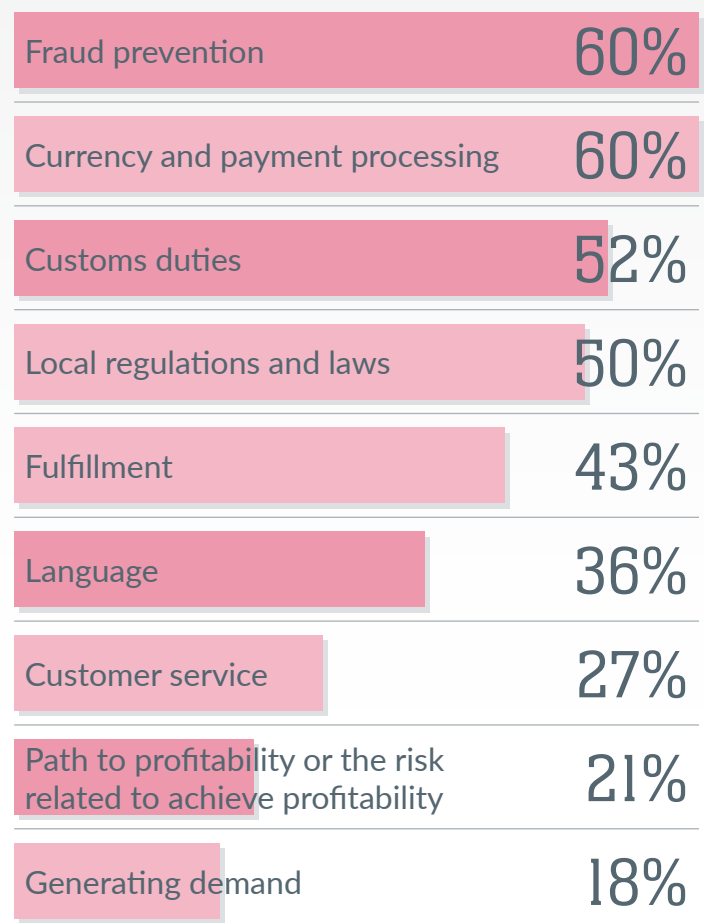 Fraud prevention 60%
Currency and payment processing 60%
Customs duties 52%
Local regulations and laws 50%
Fulfillment 43%
Language 36%
Customer service 27%
Path to profitability or the risk
related to achieve profitability 21%
Generating demand 18%